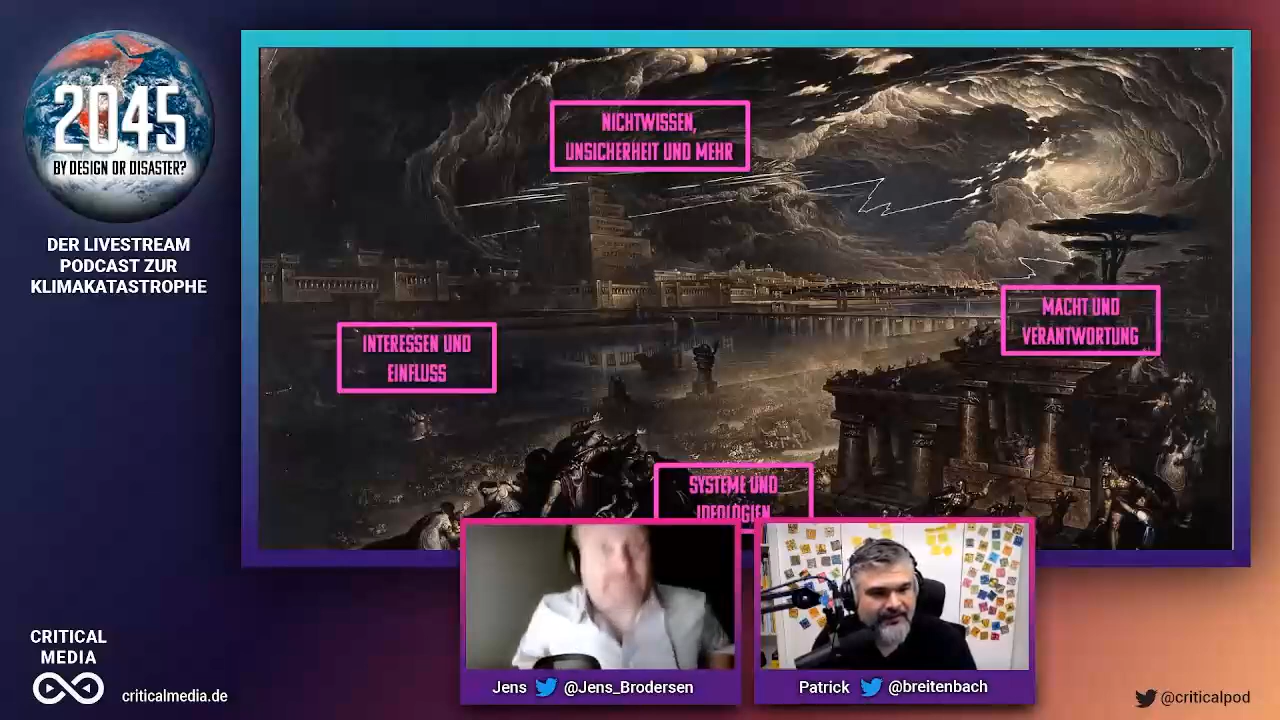 2045
BY DESIGN OR DISASTER?
DER LIVESTREAM
PODCAST ZUR
KLIMAKATASTROPHE
NICHTWISSEN,
UNSICHERHEIT UND MEHR
MACHT UND
VERANTWORTUNG
INTERESSEN UND
EINFLUSS
SYSTEME UND
IDEOLOGIEN
CRITICAL
MEDIA
criticalmedia.de
Jens @Jens_Brodersen
Patrick @breitenbach
@criticalpod